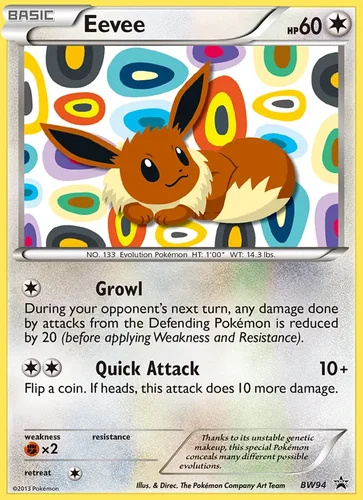 BASIC Eevee HP60
NO. 133 Evolution Pokémon HT: 1'00" WT: 14.3 lbs.
Growl
During your opponent's next turn, any damage done
by attacks from the Defending Pokémon is reduced
by 20 (before applying Weakness and Resistance).
Quick Attack 10+
Flip a coin. If heads, this attack does 10 more damage.
weakness resistance
×2
retreat
Thanks to its unstable genetic
makeup, this special Pokémon
conceals many different possible
evolutions.
©2013 Pokémon Illus. & Direc. The Pokémon Company Art Team BW94